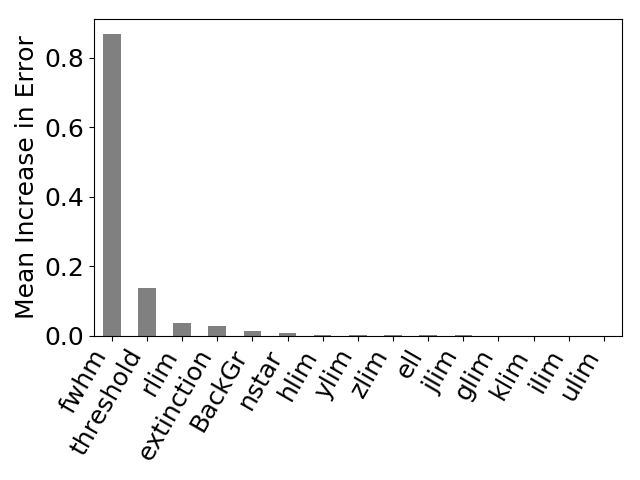 Mean Increase in Error
0.8
0.6
0.4
0.2
0.0
fwhm
threshold
rlim
extinction
BackGr
nstar
hlim
ylim
zlim
ell
jlim
glim
klim
ilim
ulim